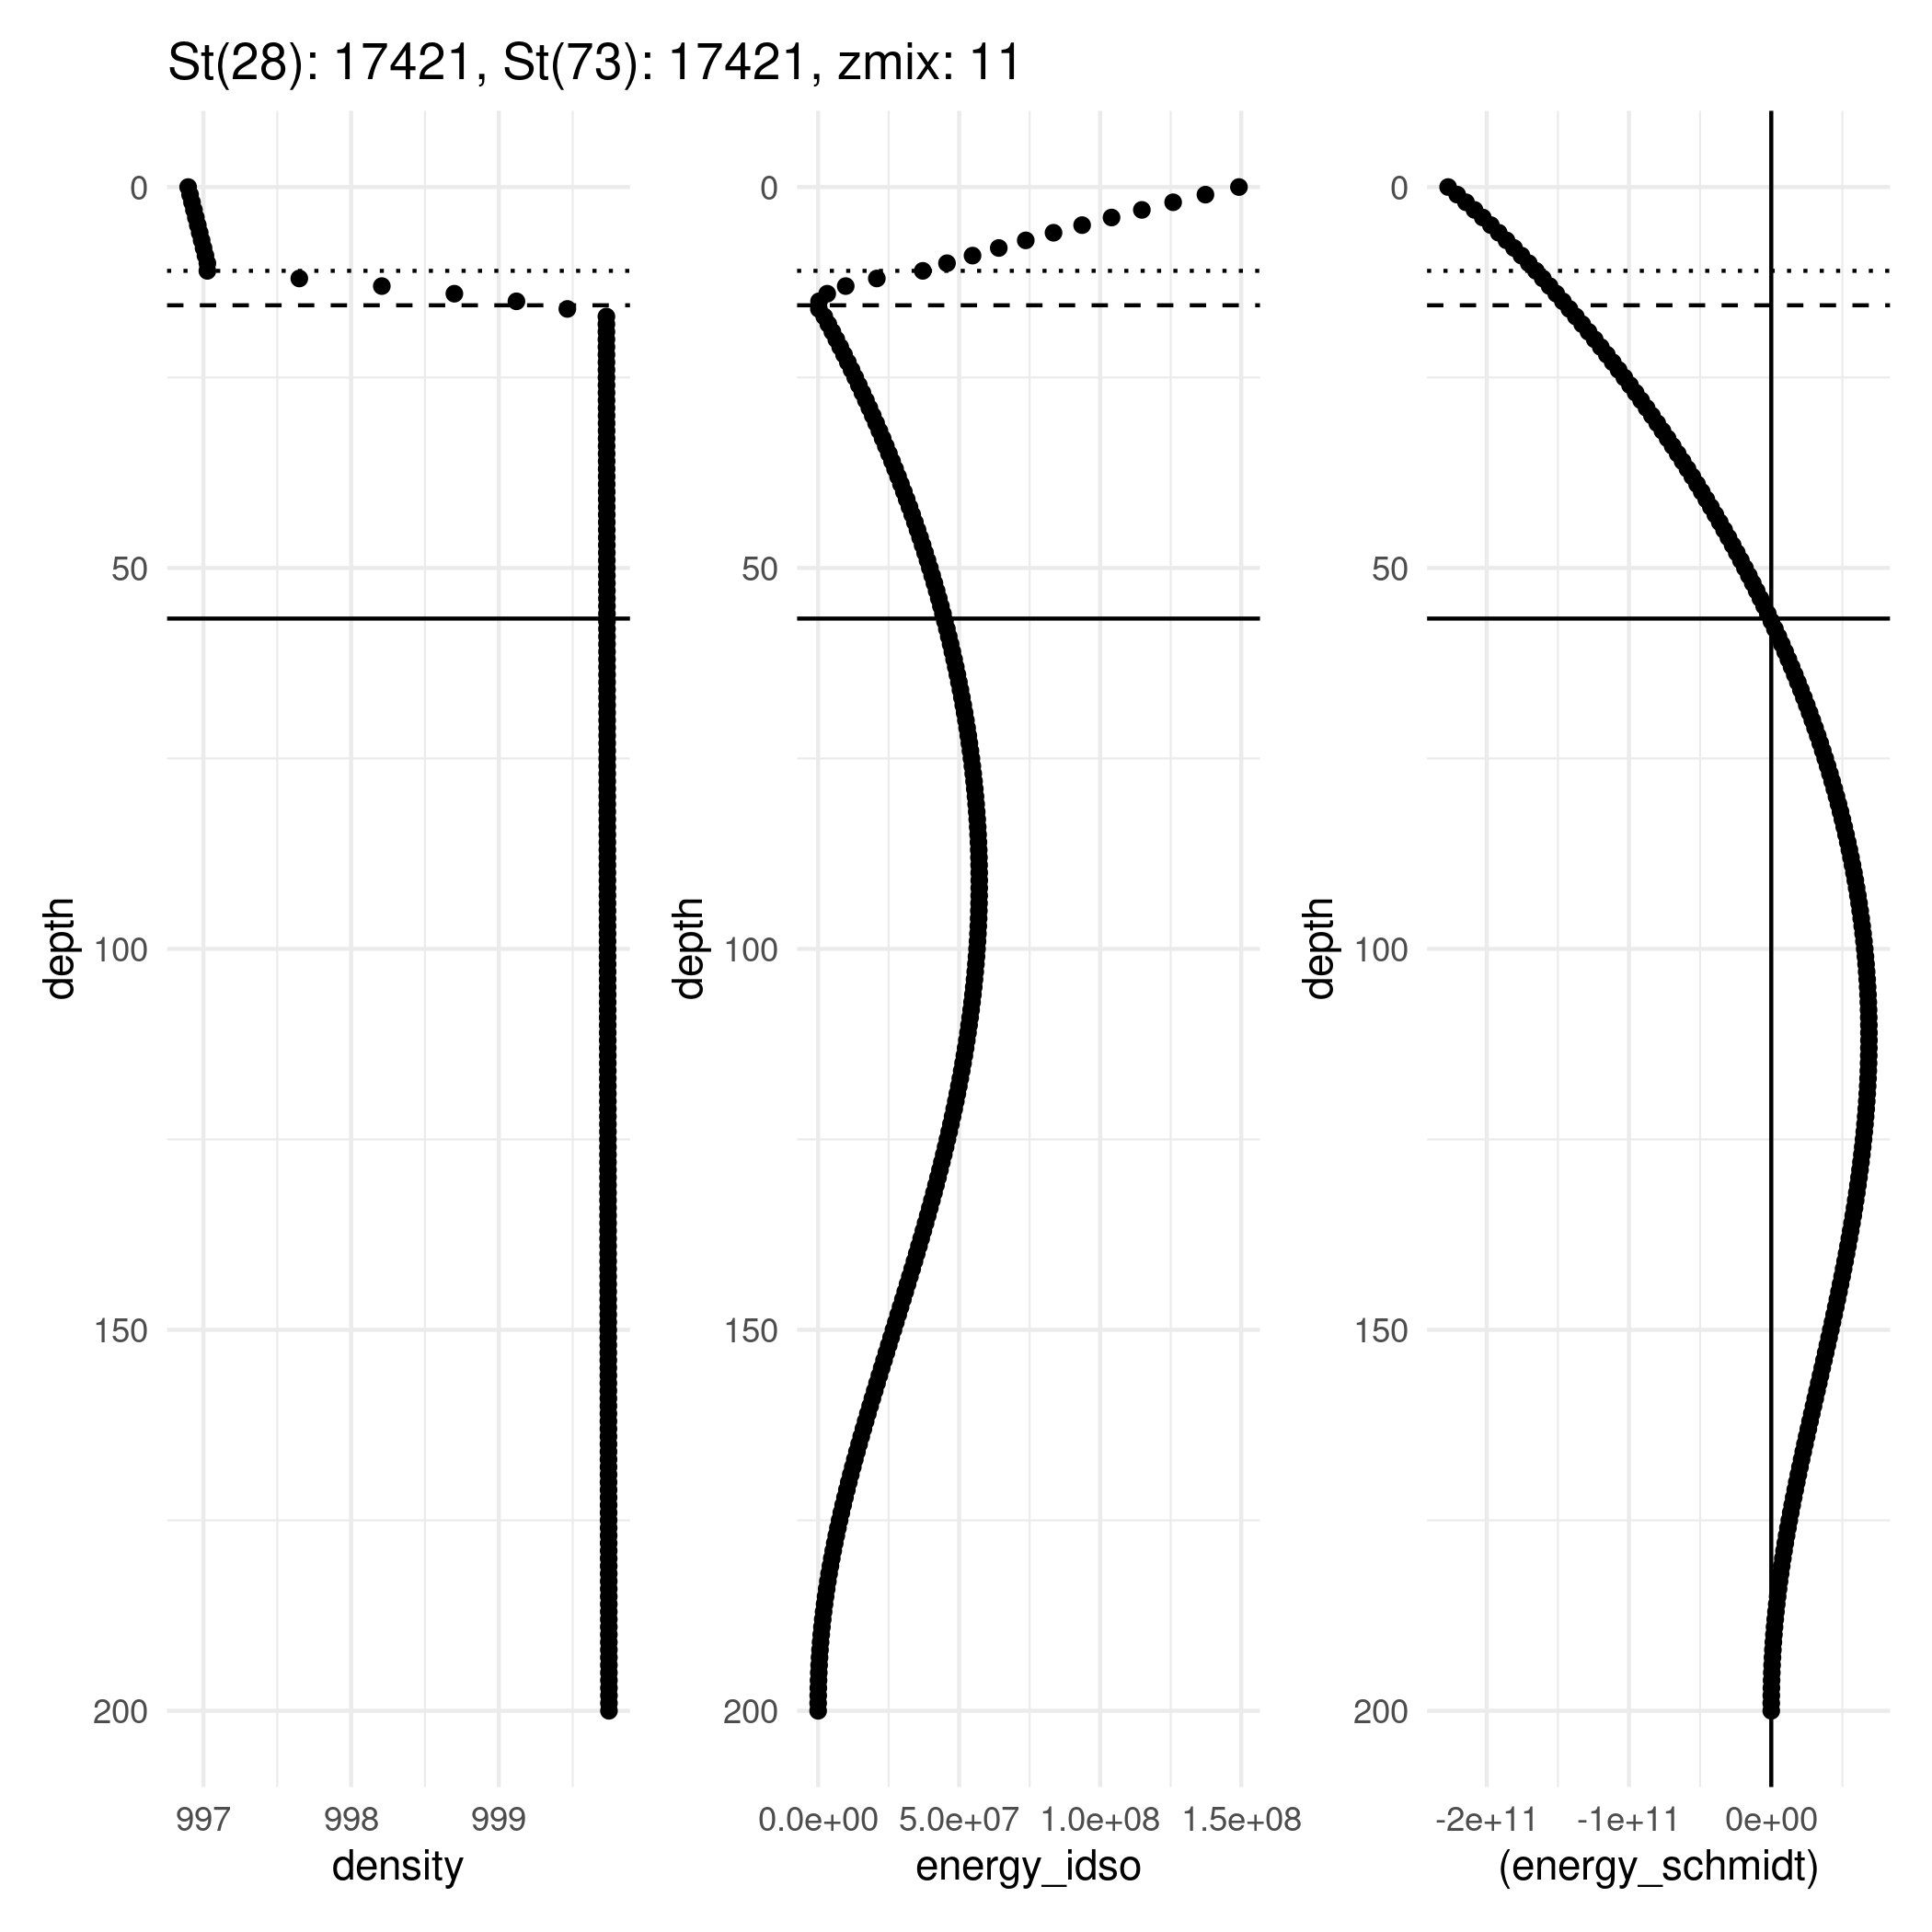 St(28): 17421, St(73): 17421, zmix: 11
0
50
100
150
200
depth
997 998 999
density
0
50
100
150
200
depth
0.0e+00 5.0e+07 1.0e+08 1.5e+08
energy_idso
0
50
100
150
200
depth
-2e+11 -1e+11 0e+00
(energy_schmidt)